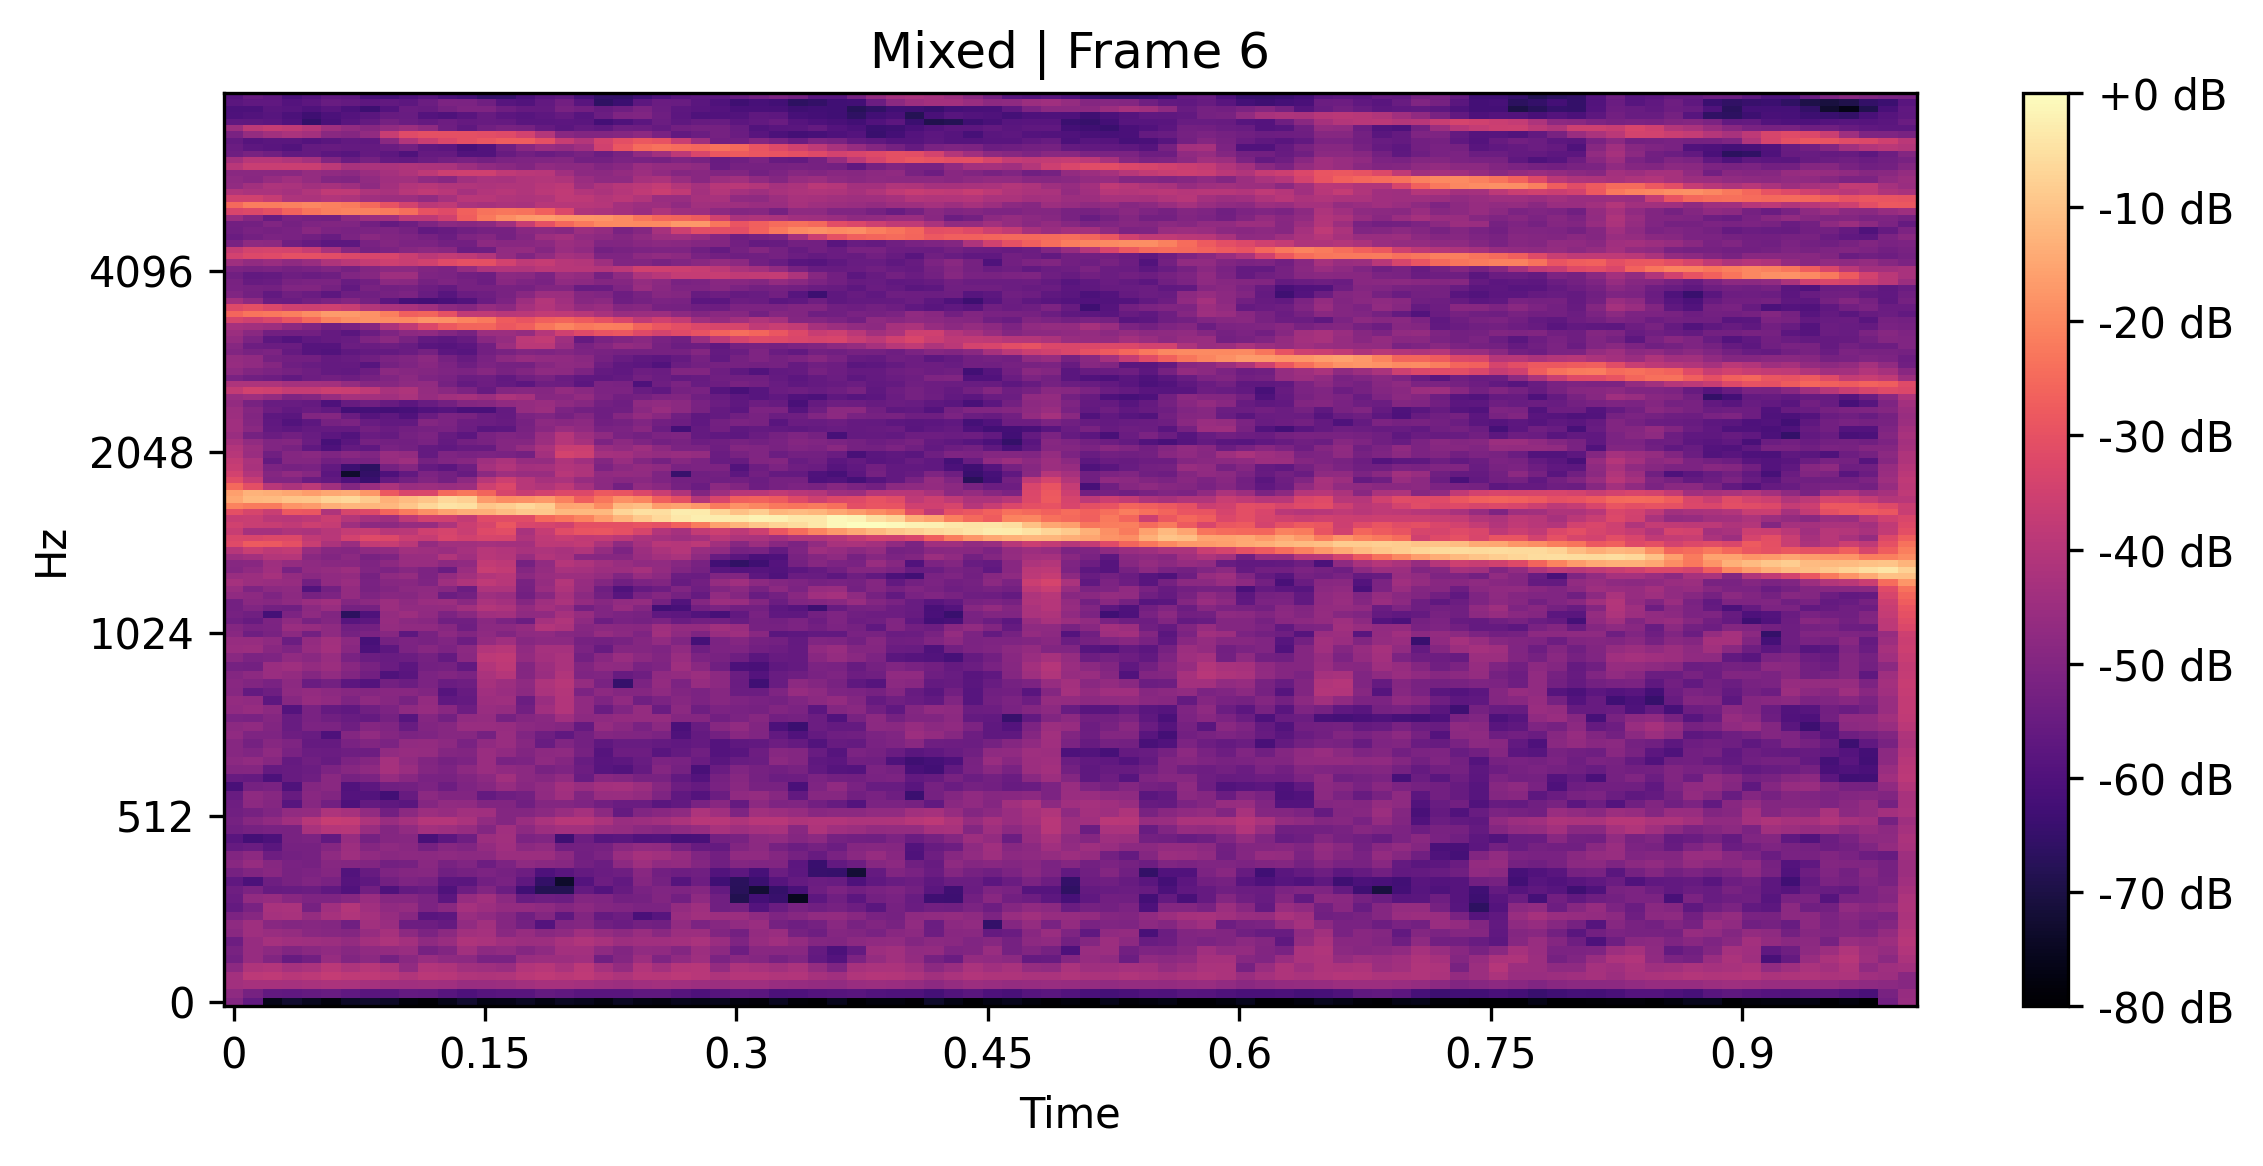 Mixed | Frame 6
Hz
4096
2048
1024
512
0
0 0.15 0.3 0.45 0.6 0.75 0.9
Time
+0 dB
-10 dB
-20 dB
-30 dB
-40 dB
-50 dB
-60 dB
-70 dB
-80 dB